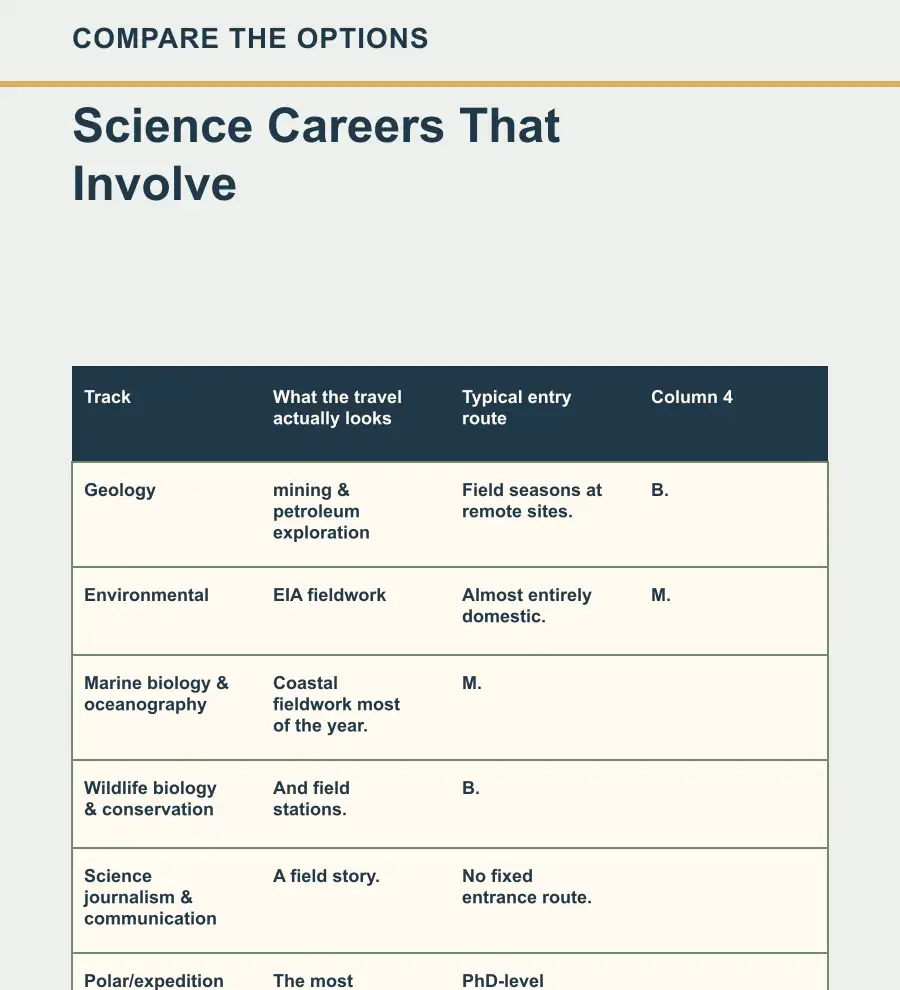 COMPARE THE OPTIONS
Science Careers That
Involve
Track
What the travel
actually looks
Typical entry
route
Column 4
Geology
mining &
petroleum
exploration
Field seasons at
remote sites.
B.
Environmental
EIA fieldwork
Almost entirely
domestic.
M.
Marine biology &
oceanography
Coastal
fieldwork most
of the year.
M.
Wildlife biology
& conservation
And field
stations.
B.
Science
journalism &
communication
A field story.
No fixed
entrance route.
Polar/expedition
The most
PhD-level